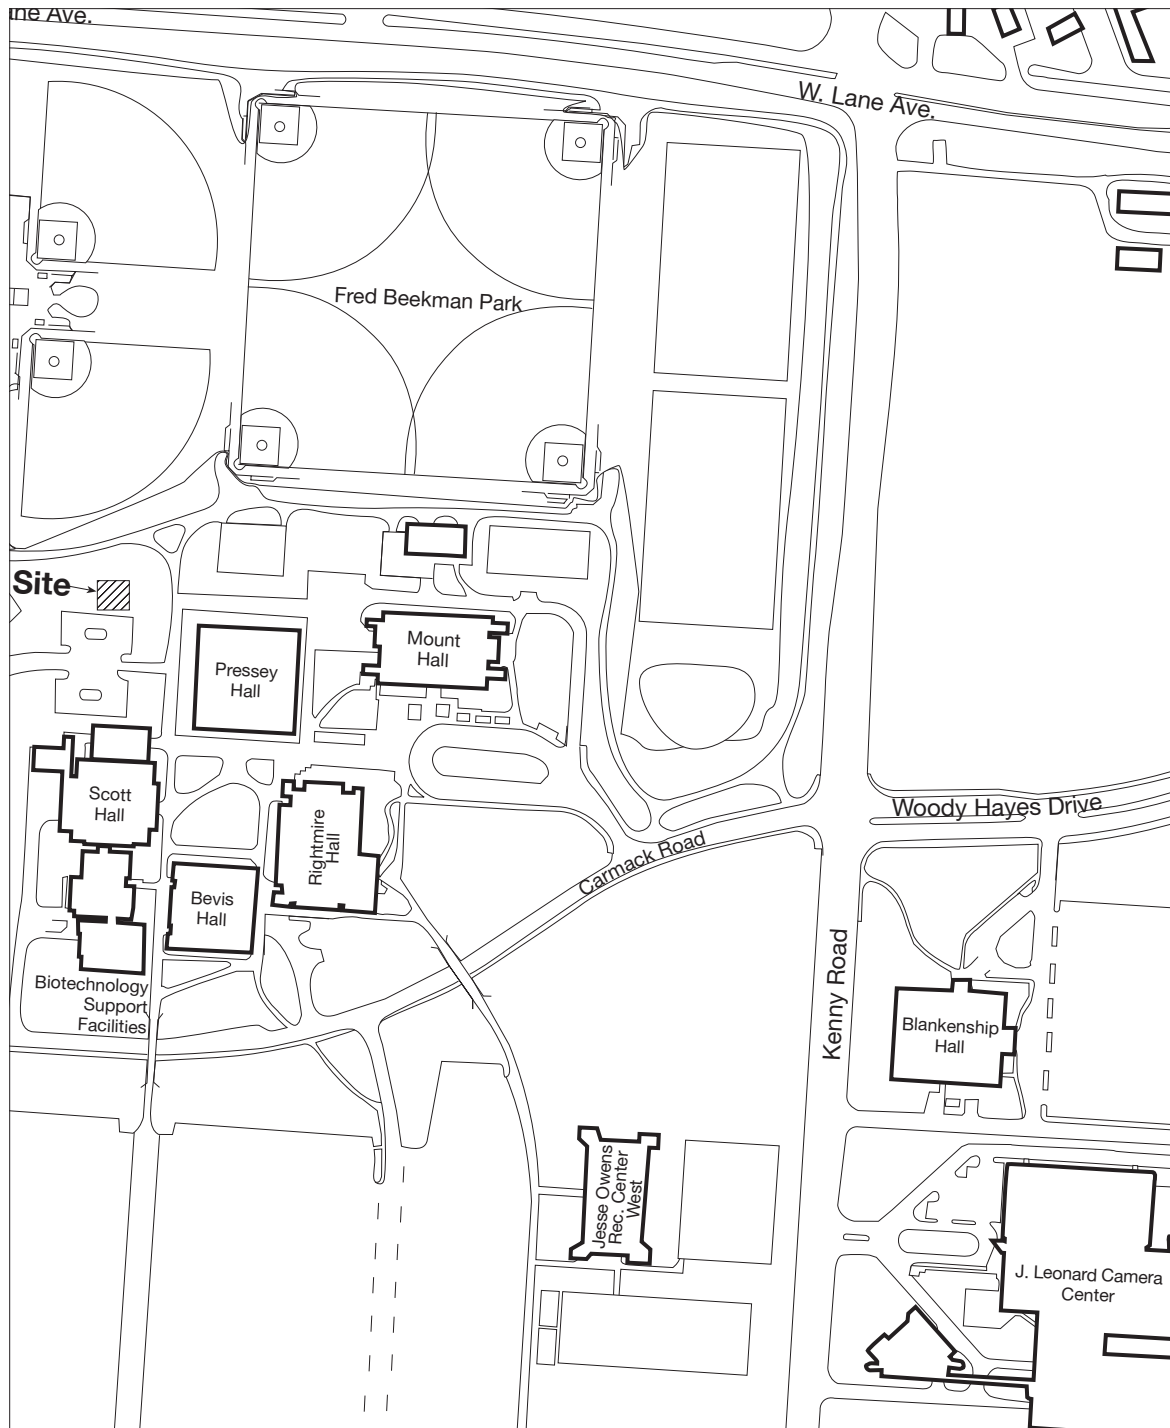 ane Ave.
W. Lane Ave.
Fred Beekman Park
Site
Mount
Hall
Pressey
Hall
Scott
Hall
Rightmire
Hall
Woody Hayes Drive
Carmack Road
Bevis
Hall
Kenny Road
Biotechnology
Support
Facilities
Blankenship
Hall
Jesse Owens
Rec. Center
West
J. Leonard Camera
Center